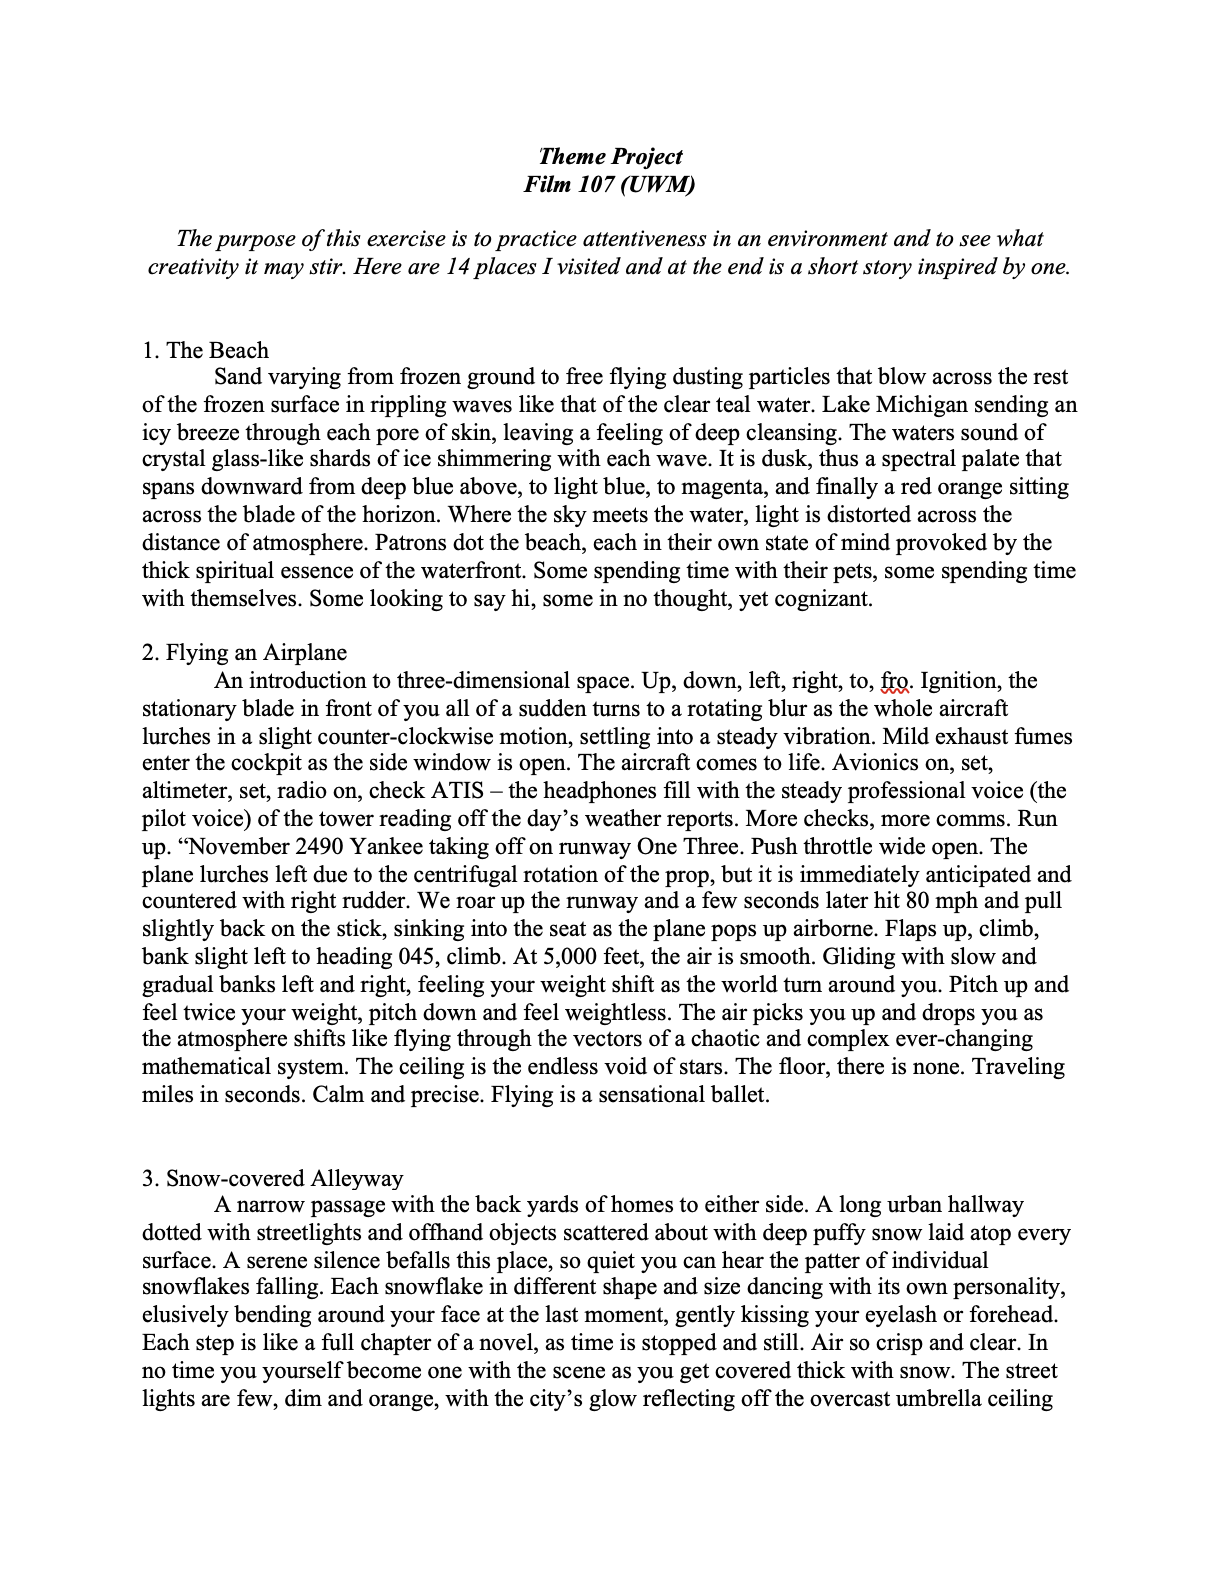 Theme Project
Film 107 (UWM)
The purpose of this exercise is to practice attentiveness in an environment and to see what
creativity it may stir. Here are 14 places I visited and at the end is a short story inspired by one.
1. The Beach
Sand varying from frozen ground to free flying dusting particles that blow across the rest
of the frozen surface in rippling waves like that of the clear teal water. Lake Michigan sending an
icy breeze through each pore of skin, leaving a feeling of deep cleansing. The waters sound of
crystal glass-like shards of ice shimmering with each wave. It is dusk, thus a spectral palate that
spans downward from deep blue above, to light blue, to magenta, and finally a red orange sitting
across the blade of the horizon. Where the sky meets the water, light is distorted across the
distance of atmosphere. Patrons dot the beach, each in their own state of mind provoked by the
thick spiritual essence of the waterfront. Some spending time with their pets, some spending time
with themselves. Some looking to say hi, some in no thought, yet cognizant.
2. Flying an Airplane
An introduction to three-dimensional space. Up, down, left, right, to, fro. Ignition, the
stationary blade in front of you all of a sudden turns to a rotating blur as the whole aircraft
lurches in a slight counter-clockwise motion, settling into a steady vibration. Mild exhaust fumes
enter the cockpit as the side window is open. The aircraft comes to life. Avionics on, set,
altimeter, set, radio on, check ATIS – the headphones fill with the steady professional voice (the
pilot voice) of the tower reading off the day’s weather reports. More checks, more comms. Run
up. “November 2490 Yankee taking off on runway One Three. Push throttle wide open. The
plane lurches left due to the centrifugal rotation of the prop, but it is immediately anticipated and
countered with right rudder. We roar up the runway and a few seconds later hit 80 mph and pull
slightly back on the stick, sinking into the seat as the plane pops up airborne. Flaps up, climb,
bank slight left to heading 045, climb. At 5,000 feet, the air is smooth. Gliding with slow and
gradual banks left and right, feeling your weight shift as the world turn around you. Pitch up and
feel twice your weight, pitch down and feel weightless. The air picks you up and drops you as
the atmosphere shifts like flying through the vectors of a chaotic and complex ever-changing
mathematical system. The ceiling is the endless void of stars. The floor, there is none. Traveling
miles in seconds. Calm and precise. Flying is a sensational ballet.
3. Snow-covered Alleyway
A narrow passage with the back yards of homes to either side. A long urban hallway
dotted with streetlights and offhand objects scattered about with deep puffy snow laid atop every
surface. A serene silence befalls this place, so quiet you can hear the patter of individual
snowflakes falling. Each snowflake in different shape and size dancing with its own personality,
elusively bending around your face at the last moment, gently kissing your eyelash or forehead.
Each step is like a full chapter of a novel, as time is stopped and still. Air so crisp and clear. In
no time you yourself become one with the scene as you get covered thick with snow. The street
lights are few, dim and orange, with the city’s glow reflecting off the overcast umbrella ceiling